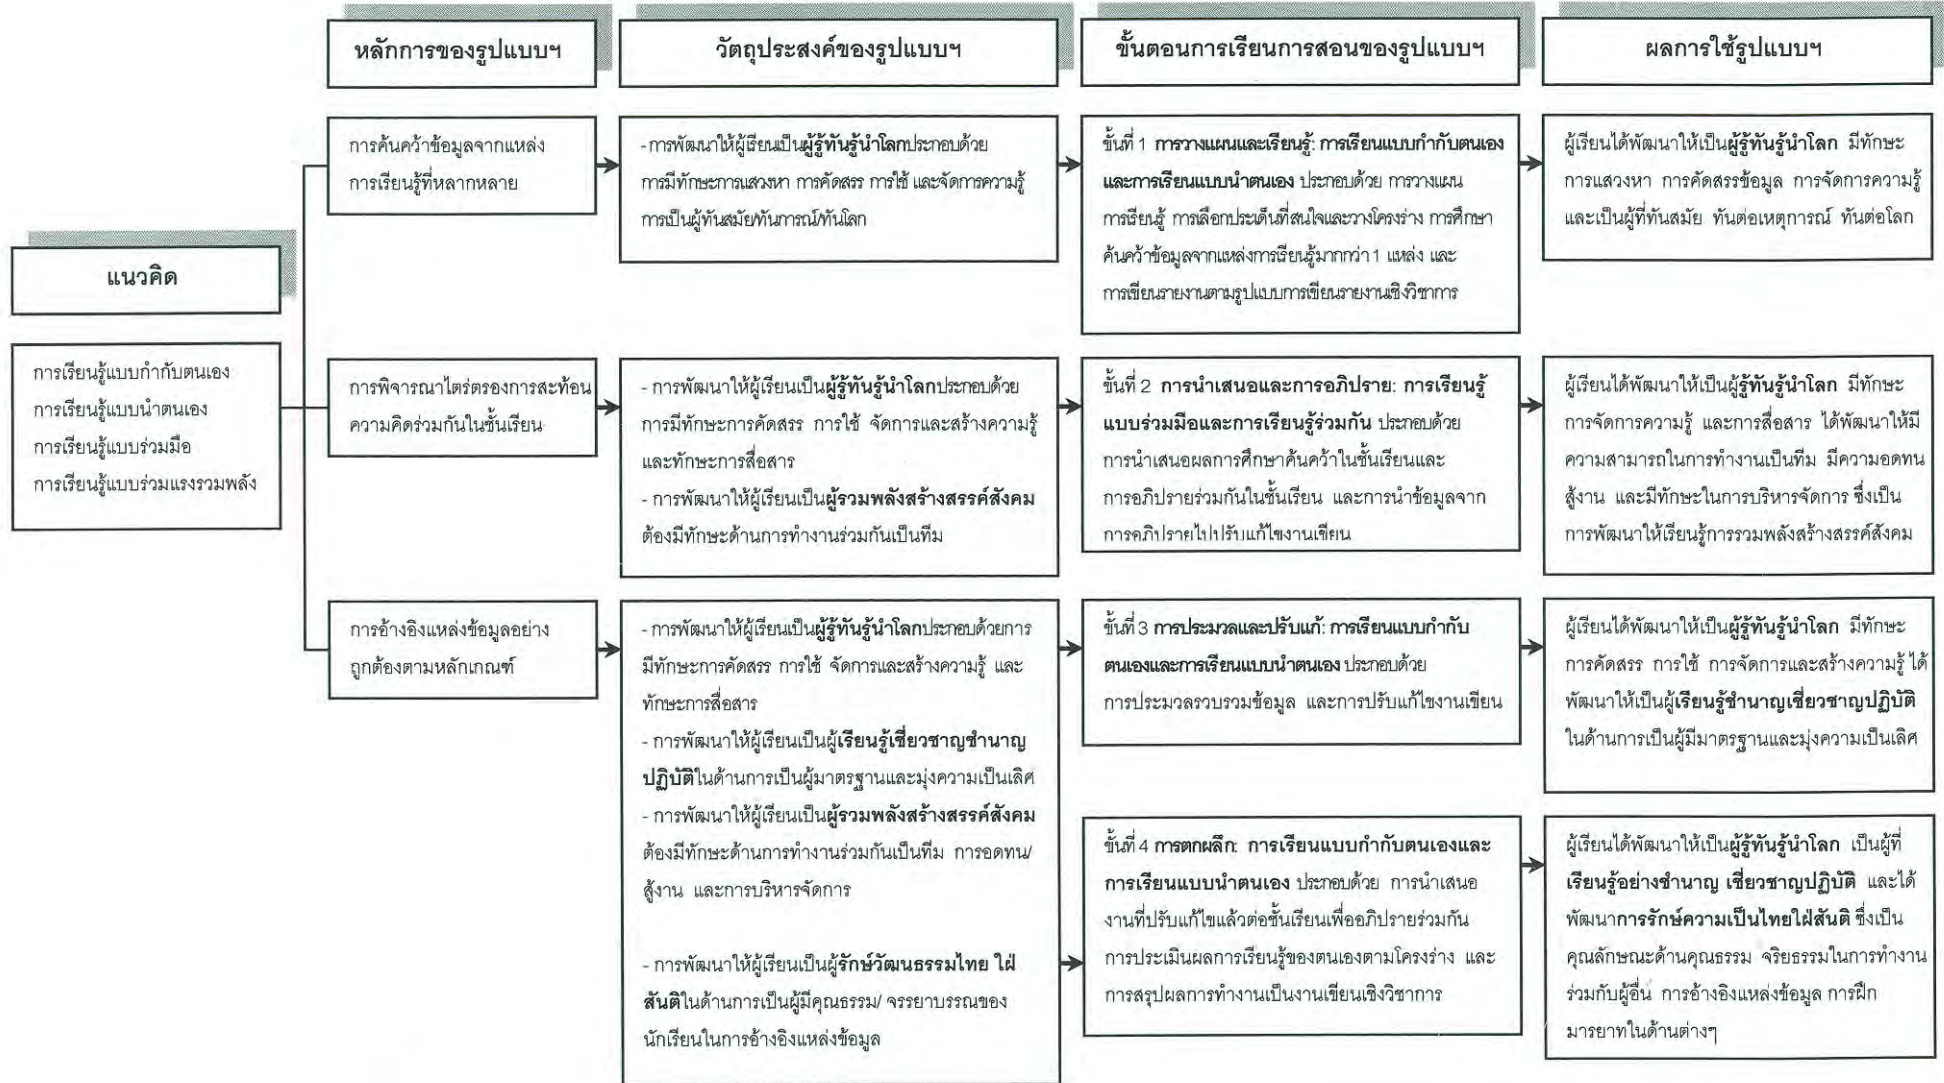 หลักการของรูปแบบฯ
วัตถุประสงค์ของรูปแบบฯ
ขั้นตอนการเรียนการสอนของรูปแบบฯ
ผลการใช้รูปแบบฯ
แนวคิด
การเรียนรู้แบบกำกับตนเอง
การเรียนรู้แบบนำตนเอง
การเรียนรู้แบบร่วมมือ
การเรียนรู้แบบร่วมแรงรวมพลัง
การค้นคว้าข้อมูลจากแหล่ง
การเรียนรู้ที่หลากหลาย
- การพัฒนาให้ผู้เรียนเป็นผู้รู้ทันรู้นำโลกประกอบด้วย
การมีทักษะการแสวงหา การคัดสรร การใช้ และจัดการความรู้
การเป็นผู้ทันสมัย/ทันการณ์/ทันโลก
ขั้นที่ 1 การวางแผนและเรียนรู้: การเรียนแบบกำกับตนเอง
และการเรียนแบบนำตนเอง ประกอบด้วย การวางแผน
การเรียนรู้ การเลือกประเด็นที่สนใจและวางโครงร่าง การศึกษา
ค้นคว้าข้อมูลจากแหล่งการเรียนรู้มากกว่า 1 แหล่ง และ
การเขียนรายงานตามรูปแบบการเขียนรายงานเชิงวิชาการ
ผู้เรียนได้พัฒนาให้เป็นผู้รู้ทันรู้นำโลก มีทักษะ
การแสวงหา การคัดสรรข้อมูล การจัดการความรู้
และเป็นผู้ที่ทันสมัย ทันต่อเหตุการณ์ ทันต่อโลก
การพิจารณาไตร่ตรองการสะท้อน
ความคิดร่วมกันในชั้นเรียน
- การพัฒนาให้ผู้เรียนเป็นผู้รู้ทันรู้นำโลกประกอบด้วย
การมีทักษะการคัดสรร การใช้ จัดการและสร้างความรู้
และทักษะการสื่อสาร
- การพัฒนาให้ผู้เรียนเป็นผู้รวมพลังสร้างสรรค์สังคม
ต้องมีทักษะด้านการทำงานร่วมกันเป็นทีม
ขั้นที่ 2 การนำเสนอและการอภิปราย: การเรียนรู้
แบบร่วมมือและการเรียนรู้ร่วมกัน ประกอบด้วย
การนำเสนอผลการศึกษาค้นคว้าในชั้นเรียนและ
การอภิปรายร่วมกันในชั้นเรียน และการนำข้อมูลจาก
การอภิปรายไปปรับแก้ไขงานเขียน
ผู้เรียนได้พัฒนาให้เป็นผู้รู้ทันรู้นำโลก มีทักษะ
การจัดการความรู้ และการสื่อสาร ได้พัฒนาให้มี
ความสามารถในการทำงานเป็นทีม มีความอดทน
สู้งาน และมีทักษะในการบริหารจัดการ ซึ่งเป็น
การพัฒนาให้เรียนรู้การรวมพลังสร้างสรรค์สังคม
การอ้างอิงแหล่งข้อมูลอย่าง
ถูกต้องตามหลักเกณฑ์
- การพัฒนาให้ผู้เรียนเป็นผู้รู้ทันรู้นำโลกประกอบด้วยการ
มีทักษะการคัดสรร การใช้ จัดการและสร้างความรู้ และ
ทักษะการสื่อสาร
- การพัฒนาให้ผู้เรียนเป็นผู้เรียนรู้เชี่ยวชาญชำนาญ
ปฏิบัติในด้านการเป็นผู้มาตรฐานและมุ่งความเป็นเลิศ
- การพัฒนาให้ผู้เรียนเป็นผู้รวมพลังสร้างสรรค์สังคม
ต้องมีทักษะด้านการทำงานร่วมกันเป็นทีม การอดทน/
สู้งาน และการบริหารจัดการ
- การพัฒนาให้ผู้เรียนเป็นผู้รักษ์วัฒนธรรมไทย ใฝ่
สันติในด้านการเป็นผู้มีคุณธรรม/ จรรยาบรรณของ
นักเรียนในการอ้างอิงแหล่งข้อมูล
ขั้นที่ 3 การประมวลและปรับแก้: การเรียนแบบกำกับ
ตนเองและการเรียนแบบนำตนเอง ประกอบด้วย
การประมวลรวบรวมข้อมูล และการปรับแก้ไขงานเขียน
ผู้เรียนได้พัฒนาให้เป็นผู้รู้ทันรู้นำโลก มีทักษะ
การคัดสรร การใช้ การจัดการและสร้างความรู้ ได้
พัฒนาให้เป็นผู้เรียนรู้ชำนาญเชี่ยวชาญปฏิบัติ
ในด้านการเป็นผู้มีมาตรฐานและมุ่งความเป็นเลิศ
ขั้นที่ 4 การตกผลึก: การเรียนแบบกำกับตนเองและ
การเรียนแบบนำตนเอง ประกอบด้วย การนำเสนอ
งานที่ปรับแก้ไขแล้วต่อชั้นเรียนเพื่ออภิปรายร่วมกัน
การประเมินผลการเรียนรู้ของตนเองตามโครงร่าง และ
การสรุปผลการทำงานเป็นงานเขียนเชิงวิชาการ
ผู้เรียนได้พัฒนาให้เป็นผู้รู้ทันรู้นำโลก เป็นผู้ที่
เรียนรู้อย่างชำนาญ เชี่ยวชาญปฏิบัติ และได้
พัฒนาการรักษ์ความเป็นไทยใฝ่สันติ ซึ่งเป็น
คุณลักษณะด้านคุณธรรม จริยธรรมในการทำงาน
ร่วมกับผู้อื่น การอ้างอิงแหล่งข้อมูล การฝึก
มารยาทในด้านต่างๆ